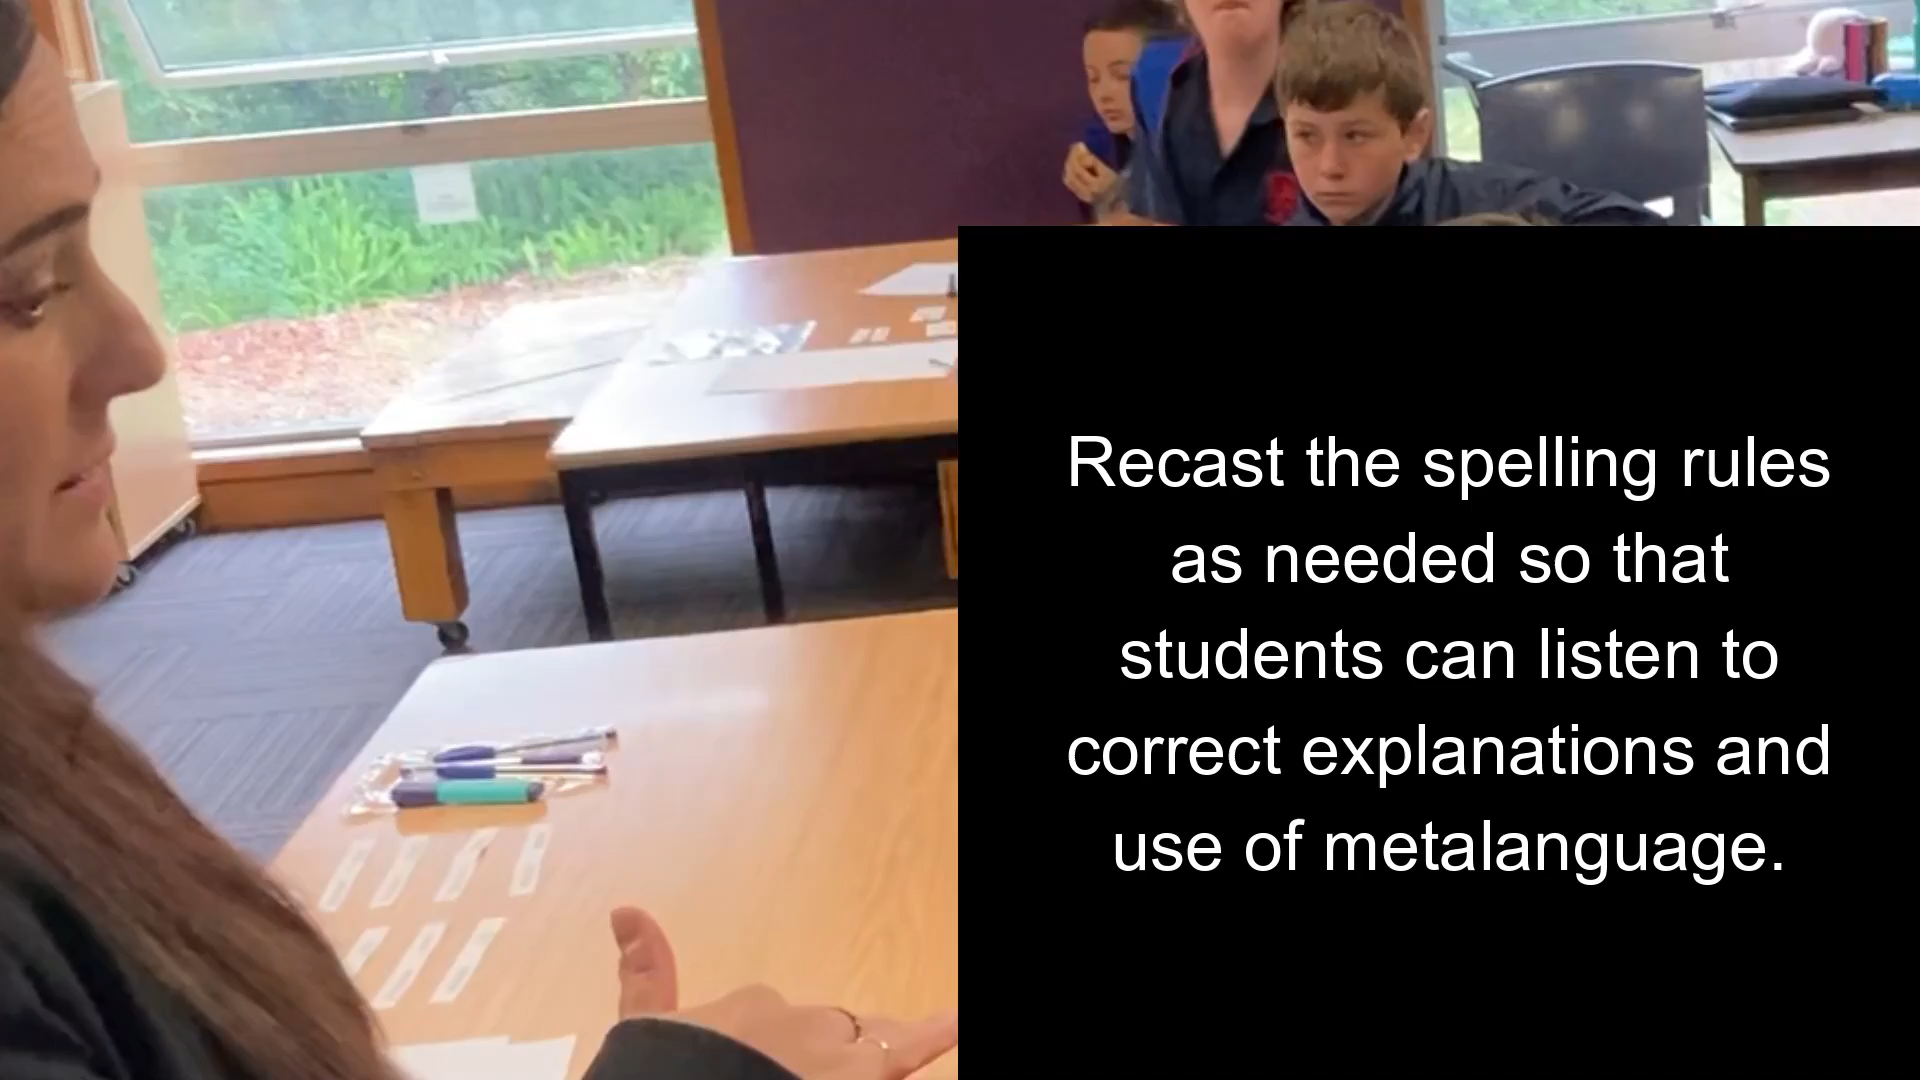 Recast the spelling rules
as needed so that
students can listen to
correct explanations and
use of metalanguage.